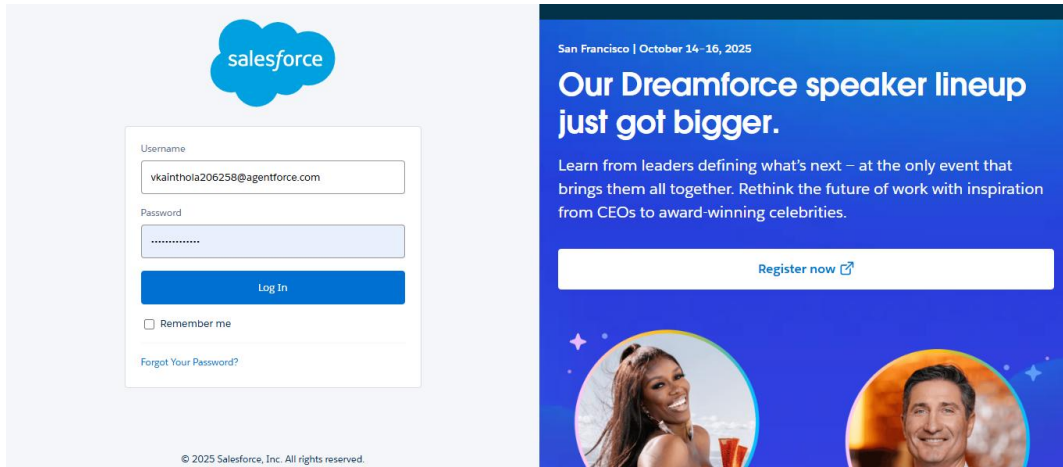 salesforce
Username
vkainthola206258@agentforce.com
Password
••••••••••••••
Log In
Remember me
Forgot Your Password?
© 2025 Salesforce, Inc. All rights reserved.
San Francisco | October 14–16, 2025
Our Dreamforce speaker lineup
just got bigger.
Learn from leaders defining what's next – at the only event that
brings them all together. Rethink the future of work with inspiration
from CEOs to award-winning celebrities.
Register now